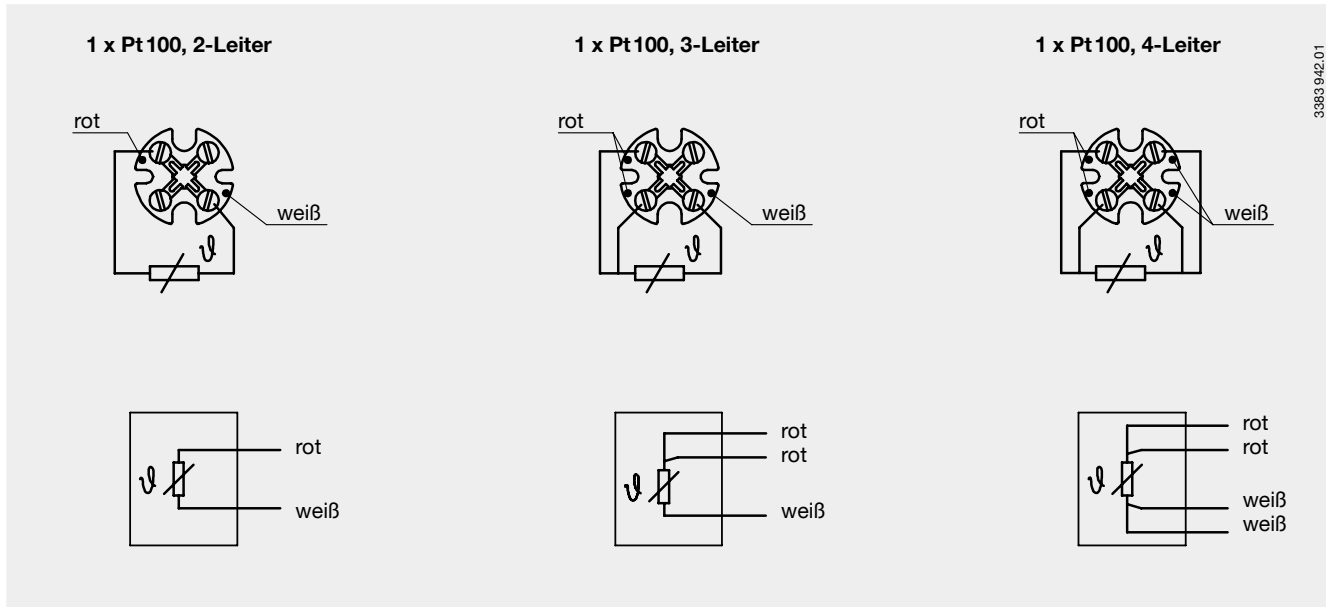 1 x Pt100, 2-Leiter
1 x Pt100, 3-Leiter
1 x Pt100, 4-Leiter
3383942.01
rot
weiß
ϑ
rot
weiß
ϑ
rot
weiß
ϑ
ϑ
rot
weiß
ϑ
rot
rot
weiß
ϑ
rot
rot
weiß
weiß